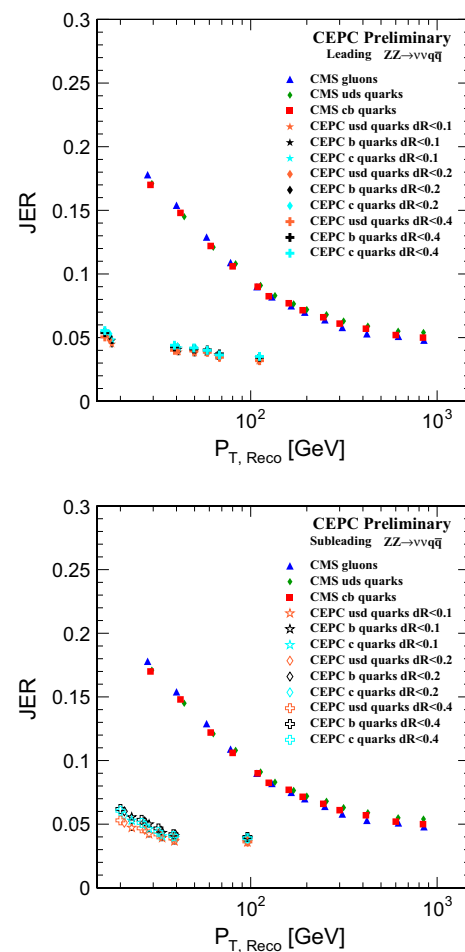 0.3
CEPC Preliminary
Leading ZZ→ννqq̅
CMS gluons
CMS uds quarks
CMS cb quarks
CEPC usd quarks dR<0.1
CEPC b quarks dR<0.1
CEPC c quarks dR<0.1
CEPC usd quarks dR<0.2
CEPC b quarks dR<0.2
CEPC c quarks dR<0.2
CEPC usd quarks dR<0.4
CEPC b quarks dR<0.4
CEPC c quarks dR<0.4
0.25
0.2
0.15
0.1
0.05
0
JER
10² 10³
P_T, Reco [GeV]
0.3
CEPC Preliminary
Subleading ZZ→ννqq̅
CMS gluons
CMS uds quarks
CMS cb quarks
CEPC usd quarks dR<0.1
CEPC b quarks dR<0.1
CEPC c quarks dR<0.1
CEPC usd quarks dR<0.2
CEPC b quarks dR<0.2
CEPC c quarks dR<0.2
CEPC usd quarks dR<0.4
CEPC b quarks dR<0.4
CEPC c quarks dR<0.4
0.25
0.2
0.15
0.1
0.05
0
JER
10² 10³
P_T, Reco [GeV]